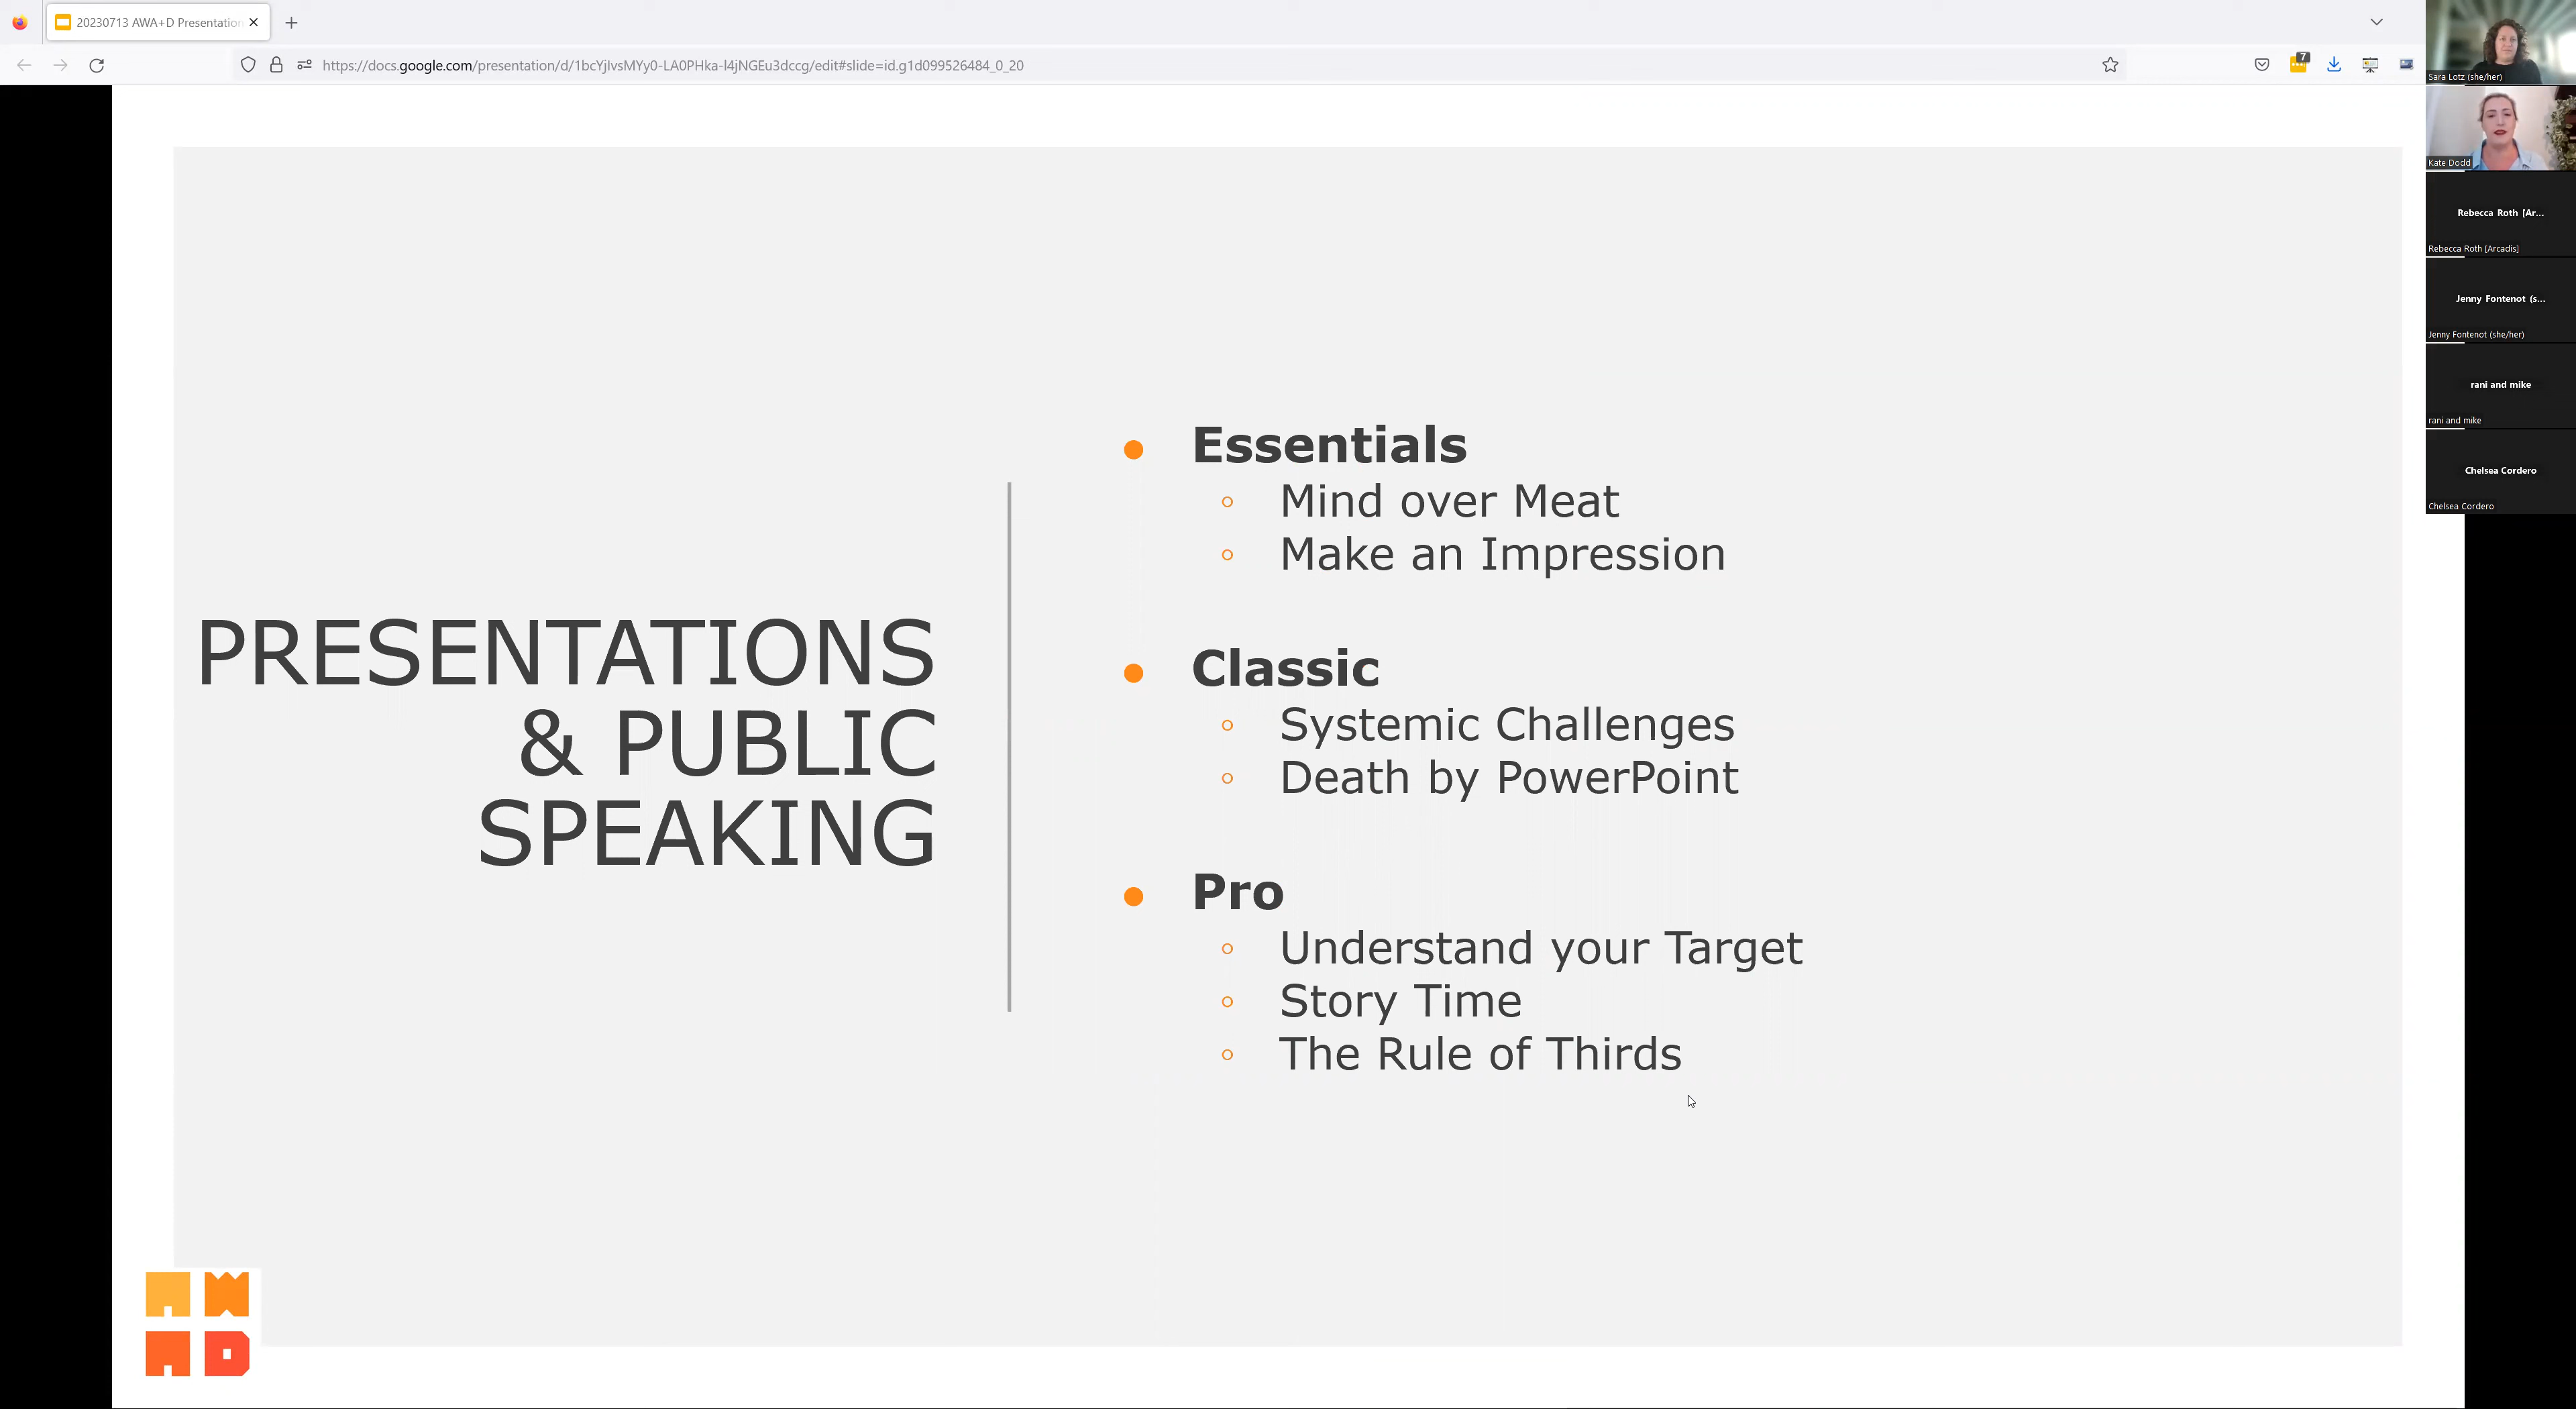 20230713 AWA+D Presentation
https://docs.google.com/presentation/d/1bcYjlvsMYy0-LA0PHka-l4jNGEu3dccg/edit#slide=id.g1d099526484_0_20
7
Sara Lotz (she/her)
Kate Dodd
Rebecca Roth [Ar...
Rebecca Roth [Arcadis]
Jenny Fontenot (s...
Jenny Fontenot (she/her)
rani and mike
rani and mike
Chelsea Cordero
Chelsea Cordero
PRESENTATIONS
& PUBLIC
SPEAKING
Essentials
Mind over Meat
Make an Impression
Classic
Systemic Challenges
Death by PowerPoint
Pro
Understand your Target
Story Time
The Rule of Thirds
AW
AD